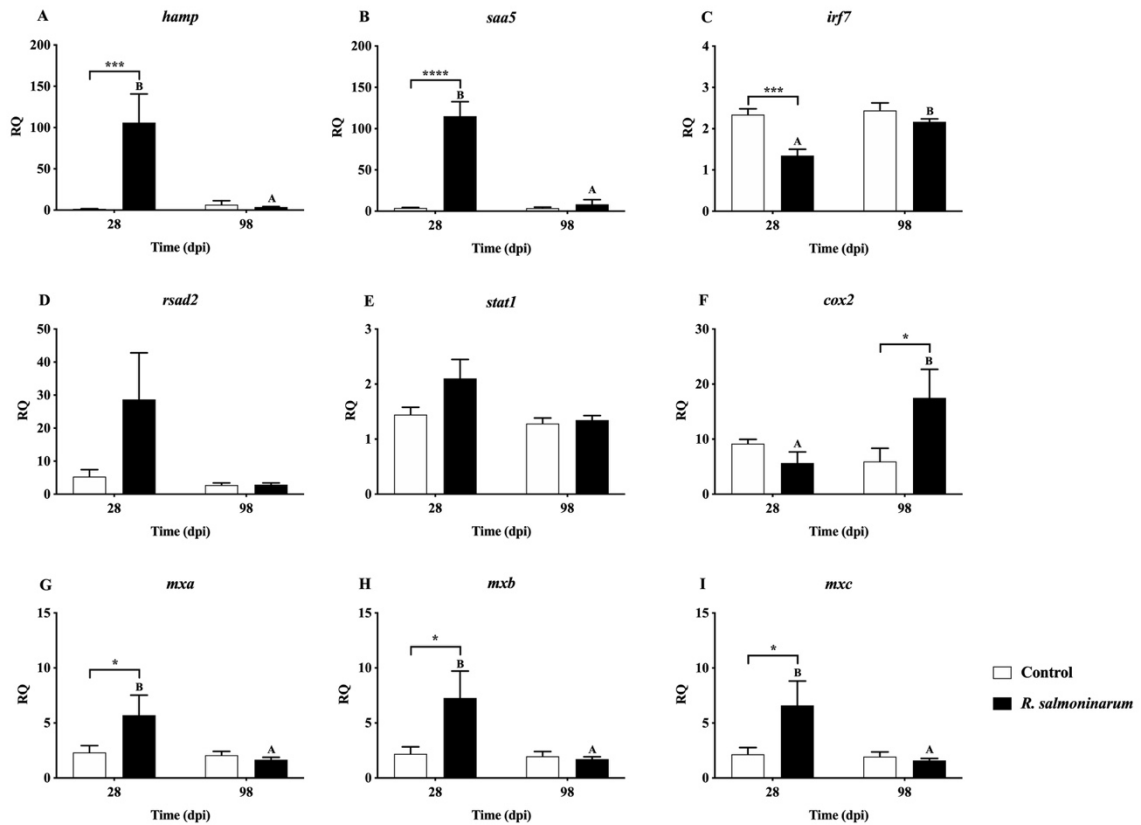 A hamp
200
150
100
50
0
RQ
***
B
A
28 98
Time (dpi)
B saa5
200
150
100
50
0
RQ
****
B
A
28 98
Time (dpi)
C irf7
4
3
2
1
0
RQ
***
A
B
28 98
Time (dpi)
D rsad2
50
40
30
20
10
0
RQ
28 98
Time (dpi)
E stat1
3
2
1
0
RQ
28 98
Time (dpi)
F cox2
30
20
10
0
RQ
*
A
B
28 98
Time (dpi)
G mxa
15
10
5
0
RQ
*
B
A
28 98
Time (dpi)
H mxb
15
10
5
0
RQ
*
B
A
28 98
Time (dpi)
I mxc
15
10
5
0
RQ
*
B
A
28 98
Time (dpi)
Control
R. salmoninarum